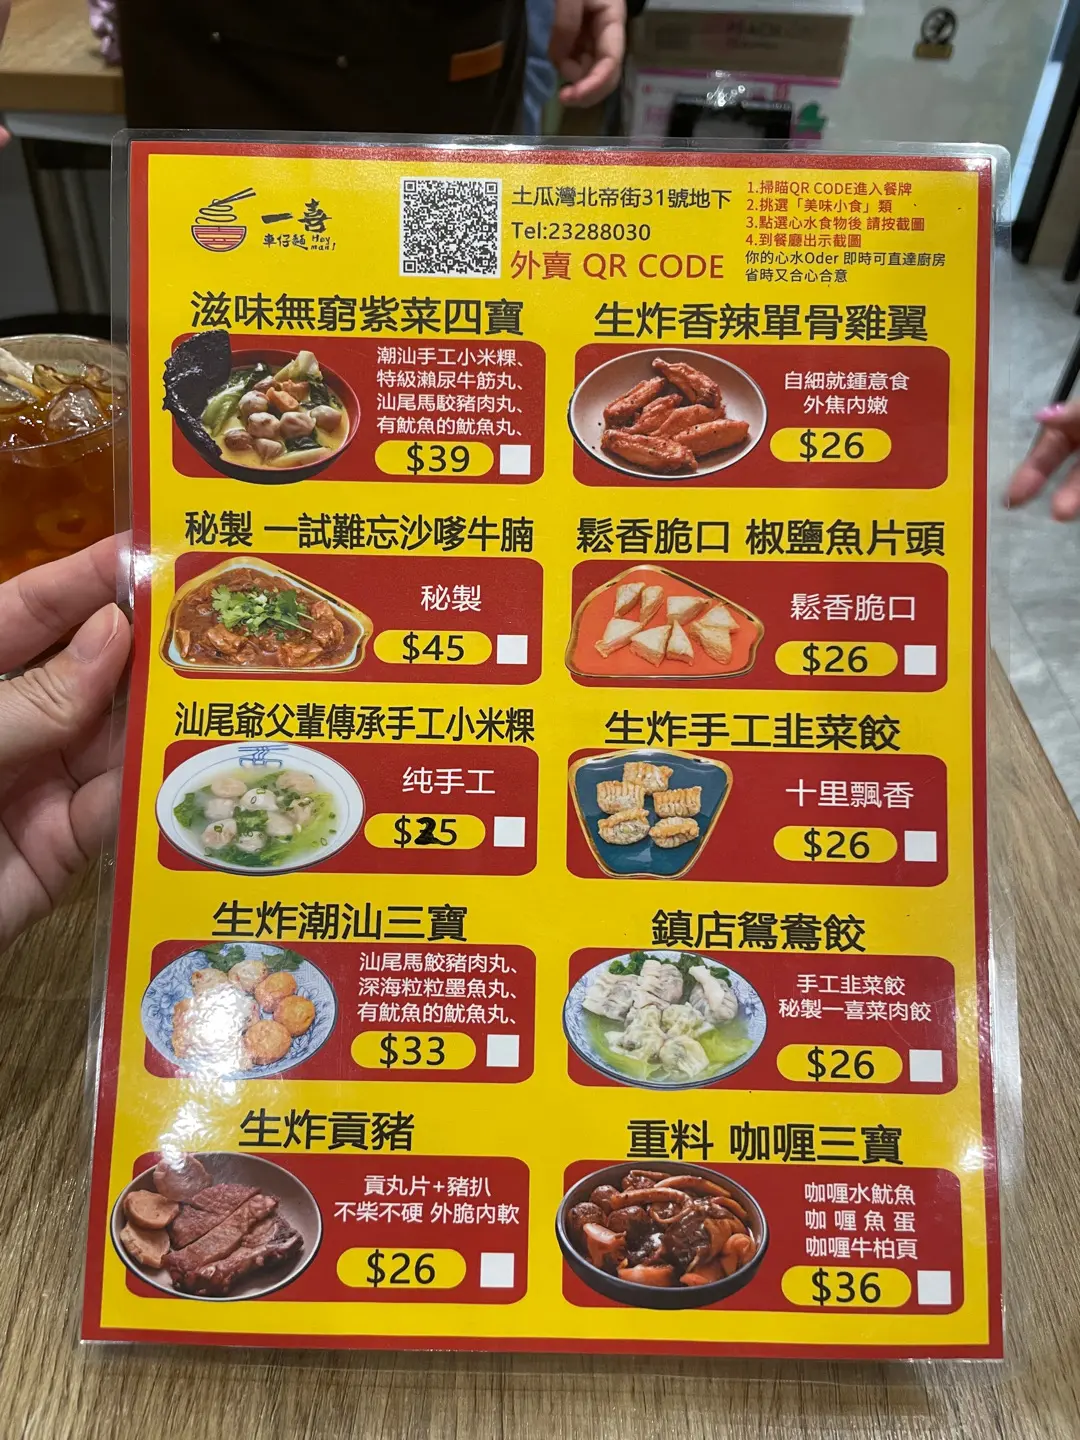 一喜
車仔麵
Hey
man!
土瓜灣北帝街31號地下
Tel:23288030
外賣 QR CODE
1.掃瞄QR CODE進入餐牌
2.挑選「美味小食」類
3.點選心水食物後 請按截圖
4.到餐廳出示截圖
你的心水Oder 即時可直達廚房
省時又合心合意
滋味無窮紫菜四寶
潮汕手工小米粿、
特級瀨尿牛筋丸、
汕尾馬鮫豬肉丸、
有魷魚的魷魚丸、
$39
生炸香辣單骨雞翼
自細就鍾意食
外焦內嫩
$26
秘製 一試難忘沙嗲牛腩
秘製
$45
鬆香脆口 椒鹽魚片頭
鬆香脆口
$26
汕尾爺父輩傳承手工小米粿
纯手工
$25
生炸手工韭菜餃
十里飄香
$26
生炸潮汕三寶
汕尾馬鮫豬肉丸、
深海粒粒墨魚丸、
有魷魚的魷魚丸、
$33
鎮店鴛鴦餃
手工韭菜餃
秘製一喜菜肉餃
$26
生炸貢豬
貢丸片+豬扒
不柴不硬 外脆內軟
$26
重料 咖喱三寶
咖喱水魷魚
咖喱魚蛋
咖喱牛柏頁
$36